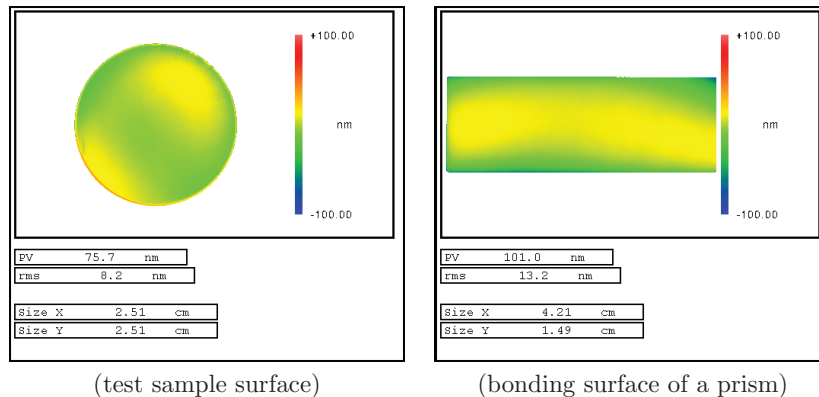 +100.00
nm
-100.00
PV 75.7 nm
rms 8.2 nm
Size X 2.51 cm
Size Y 2.51 cm
(test sample surface)
+100.00
nm
-100.00
PV 101.0 nm
rms 13.2 nm
Size X 4.21 cm
Size Y 1.49 cm
(bonding surface of a prism)